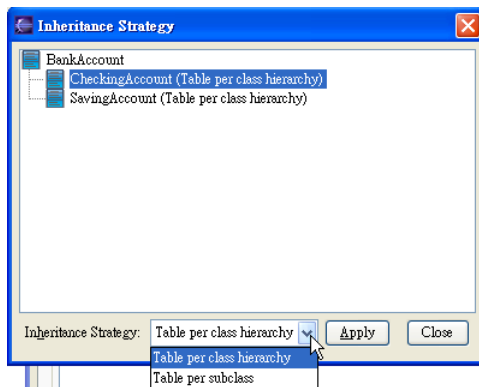 Inheritance Strategy
BankAccount
CheckingAccount (Table per class hierarchy)
SavingAccount (Table per class hierarchy)
Inheritance Strategy: Table per class hierarchy Apply Close
Table per class hierarchy
Table per subclass